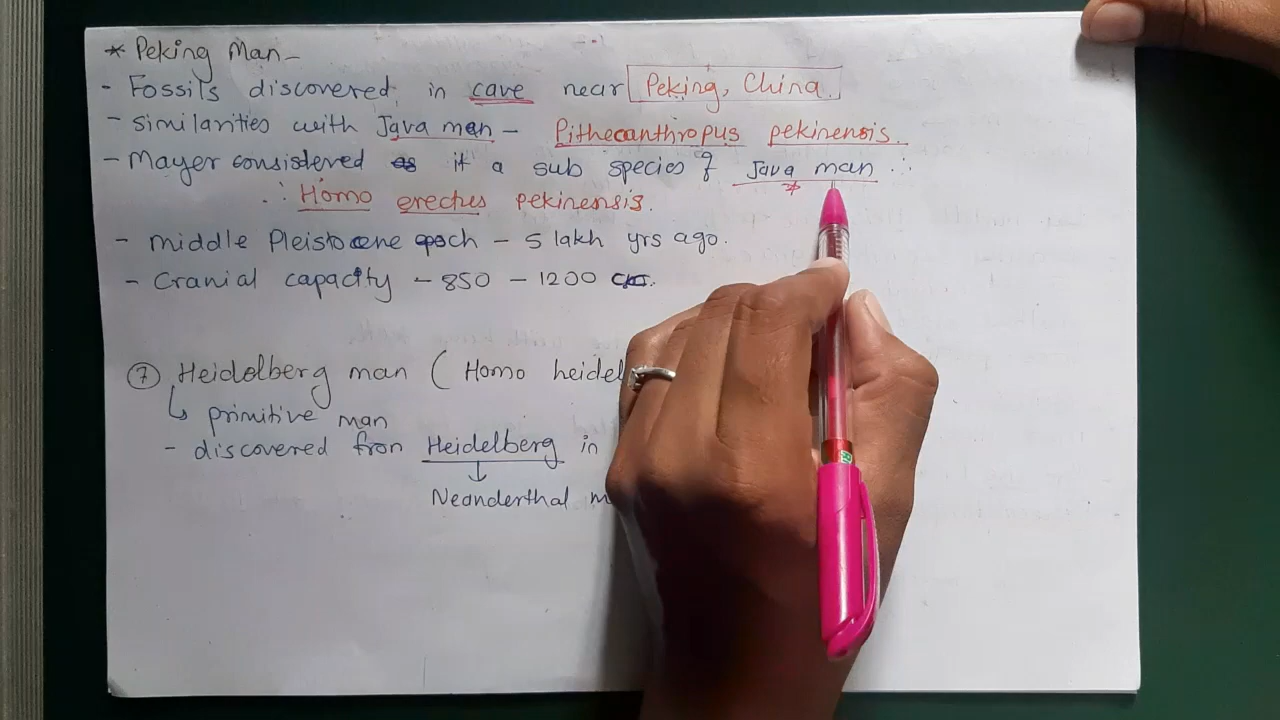 * Peking Man-
- Fossils discovered in cave near Peking, China.
- similarities with Java man - Pithecanthropus pekinensis.
- Mayer considered it a sub species of Java man ∴
∴ Homo erectus pekinensis.
- middle Pleistocene epoch - 5 lakh yrs ago.
- Cranial capacity - 850 - 1200 cc.
⑦ Heidelberg man ( Homo heidel
↳ primitive man
- discovered from Heidelberg in
↓
Neanderthal m